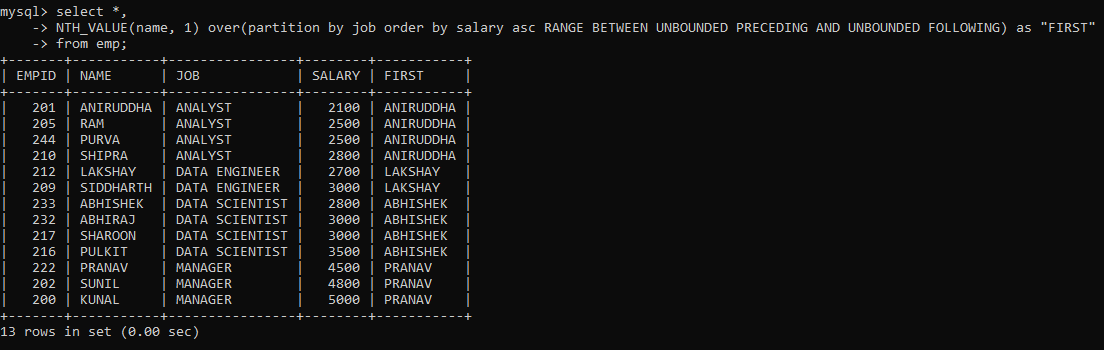 mysql> select *,
    -> NTH_VALUE(name, 1) over(partition by job order by salary asc RANGE BETWEEN UNBOUNDED PRECEDING AND UNBOUNDED FOLLOWING) as "FIRST"
    -> from emp;
+-------+-----------+----------------+--------+-----------+
| EMPID | NAME      | JOB            | SALARY | FIRST     |
+-------+-----------+----------------+--------+-----------+
|   201 | ANIRUDDHA | ANALYST        |   2100 | ANIRUDDHA |
|   205 | RAM       | ANALYST        |   2500 | ANIRUDDHA |
|   244 | PURVA     | ANALYST        |   2500 | ANIRUDDHA |
|   210 | SHIPRA    | ANALYST        |   2800 | ANIRUDDHA |
|   212 | LAKSHAY   | DATA ENGINEER  |   2700 | LAKSHAY   |
|   209 | SIDDHARTH | DATA ENGINEER  |   3000 | LAKSHAY   |
|   233 | ABHISHEK  | DATA SCIENTIST |   2800 | ABHISHEK  |
|   232 | ABHIRAJ   | DATA SCIENTIST |   3000 | ABHISHEK  |
|   217 | SHAROON   | DATA SCIENTIST |   3000 | ABHISHEK  |
|   216 | PULKIT    | DATA SCIENTIST |   3500 | ABHISHEK  |
|   222 | PRANAV    | MANAGER        |   4500 | PRANAV    |
|   202 | SUNIL     | MANAGER        |   4800 | PRANAV    |
|   200 | KUNAL     | MANAGER        |   5000 | PRANAV    |
+-------+-----------+----------------+--------+-----------+
13 rows in set (0.00 sec)